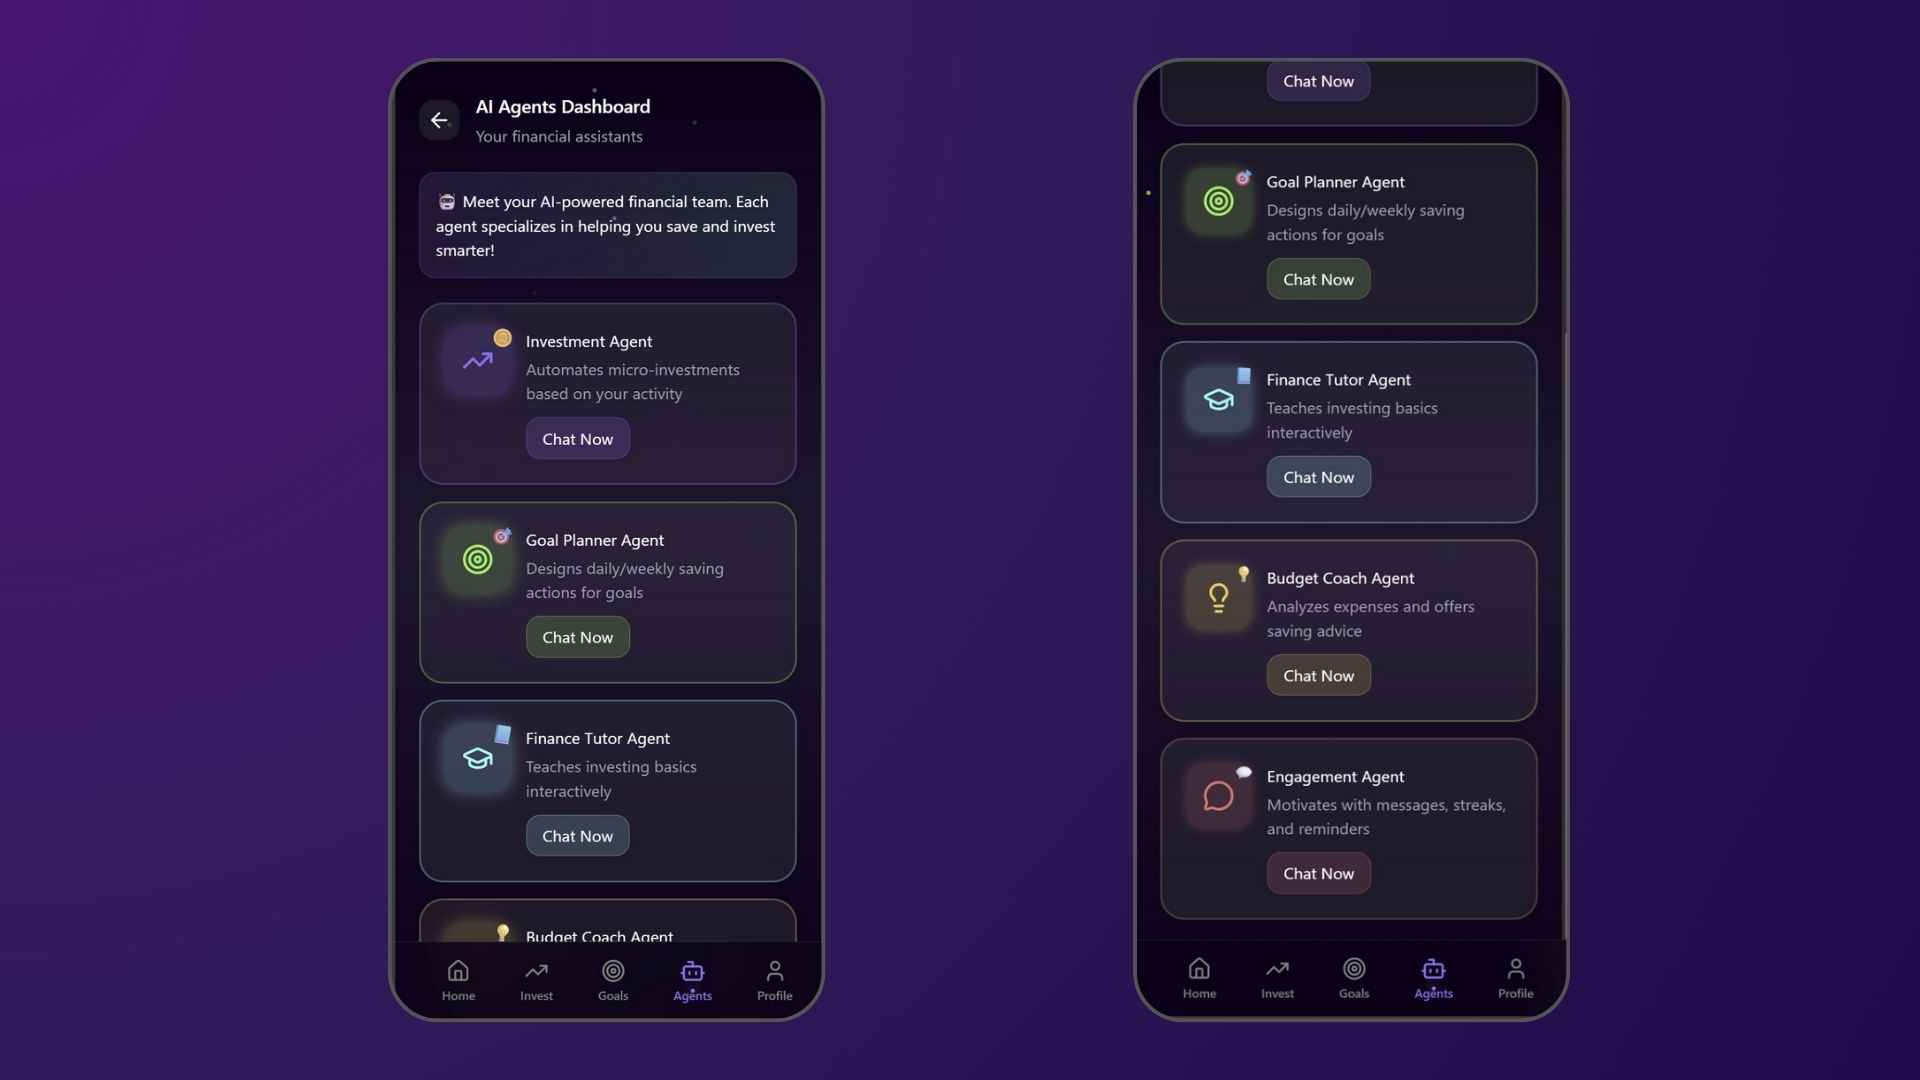 AI Agents Dashboard
Your financial assistants
Meet your AI-powered financial team. Each
agent specializes in helping you save and invest
smarter!
Investment Agent
Automates micro-investments
based on your activity
Chat Now
Goal Planner Agent
Designs daily/weekly saving
actions for goals
Chat Now
Finance Tutor Agent
Teaches investing basics
interactively
Chat Now
Budget Coach Agent
Home
Invest
Goals
Agents
Profile
Chat Now
Goal Planner Agent
Designs daily/weekly saving
actions for goals
Chat Now
Finance Tutor Agent
Teaches investing basics
interactively
Chat Now
Budget Coach Agent
Analyzes expenses and offers
saving advice
Chat Now
Engagement Agent
Motivates with messages, streaks,
and reminders
Chat Now
Home
Invest
Goals
Agents
Profile